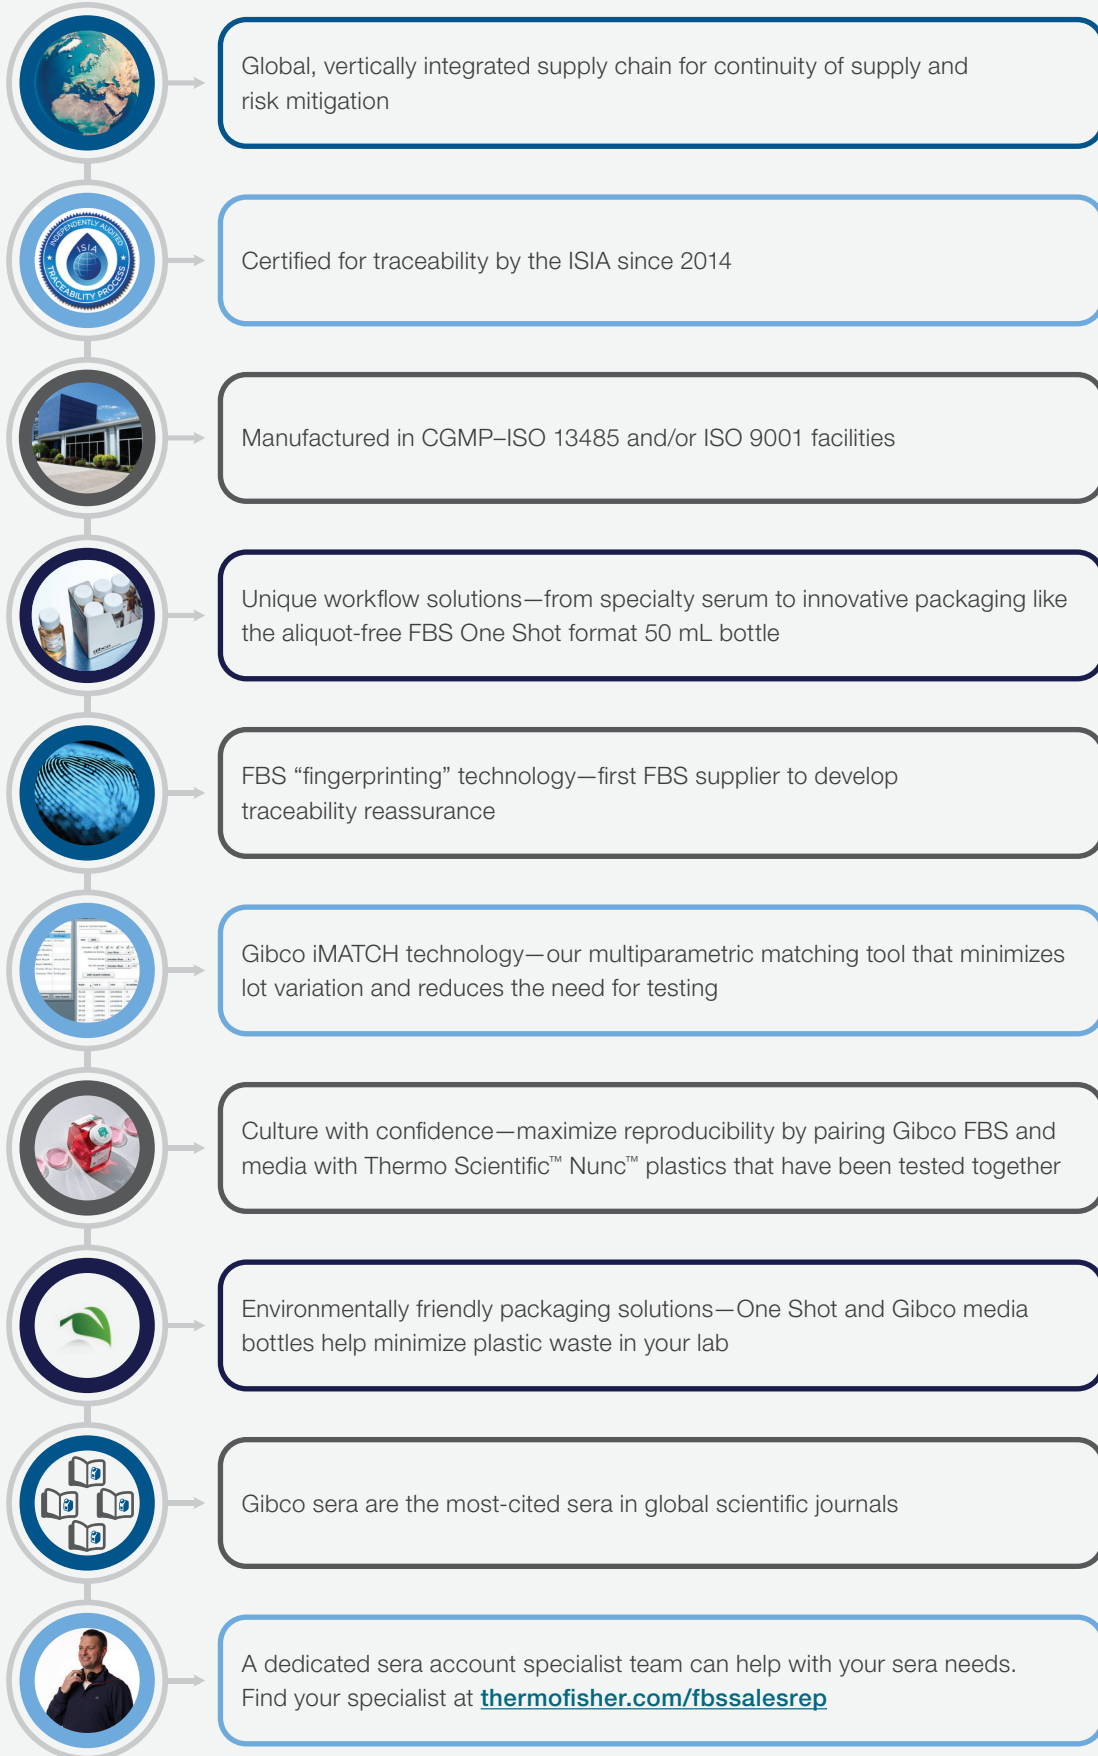 Global, vertically integrated supply chain for continuity of supply and
risk mitigation
INDEPENDENTLY AUDITED
ISIA
TRACEABILITY PROCESS
Certified for traceability by the ISIA since 2014
Manufactured in CGMP–ISO 13485 and/or ISO 9001 facilities
gibco
Unique workflow solutions—from specialty serum to innovative packaging like
the aliquot-free FBS One Shot format 50 mL bottle
FBS “fingerprinting” technology—first FBS supplier to develop
traceability reassurance
Gibco iMATCH technology—our multiparametric matching tool that minimizes
lot variation and reduces the need for testing
Culture with confidence—maximize reproducibility by pairing Gibco FBS and
media with Thermo Scientific™ Nunc™ plastics that have been tested together
Environmentally friendly packaging solutions—One Shot and Gibco media
bottles help minimize plastic waste in your lab
Gibco sera are the most-cited sera in global scientific journals
A dedicated sera account specialist team can help with your sera needs.
Find your specialist at thermofisher.com/fbssalesrep